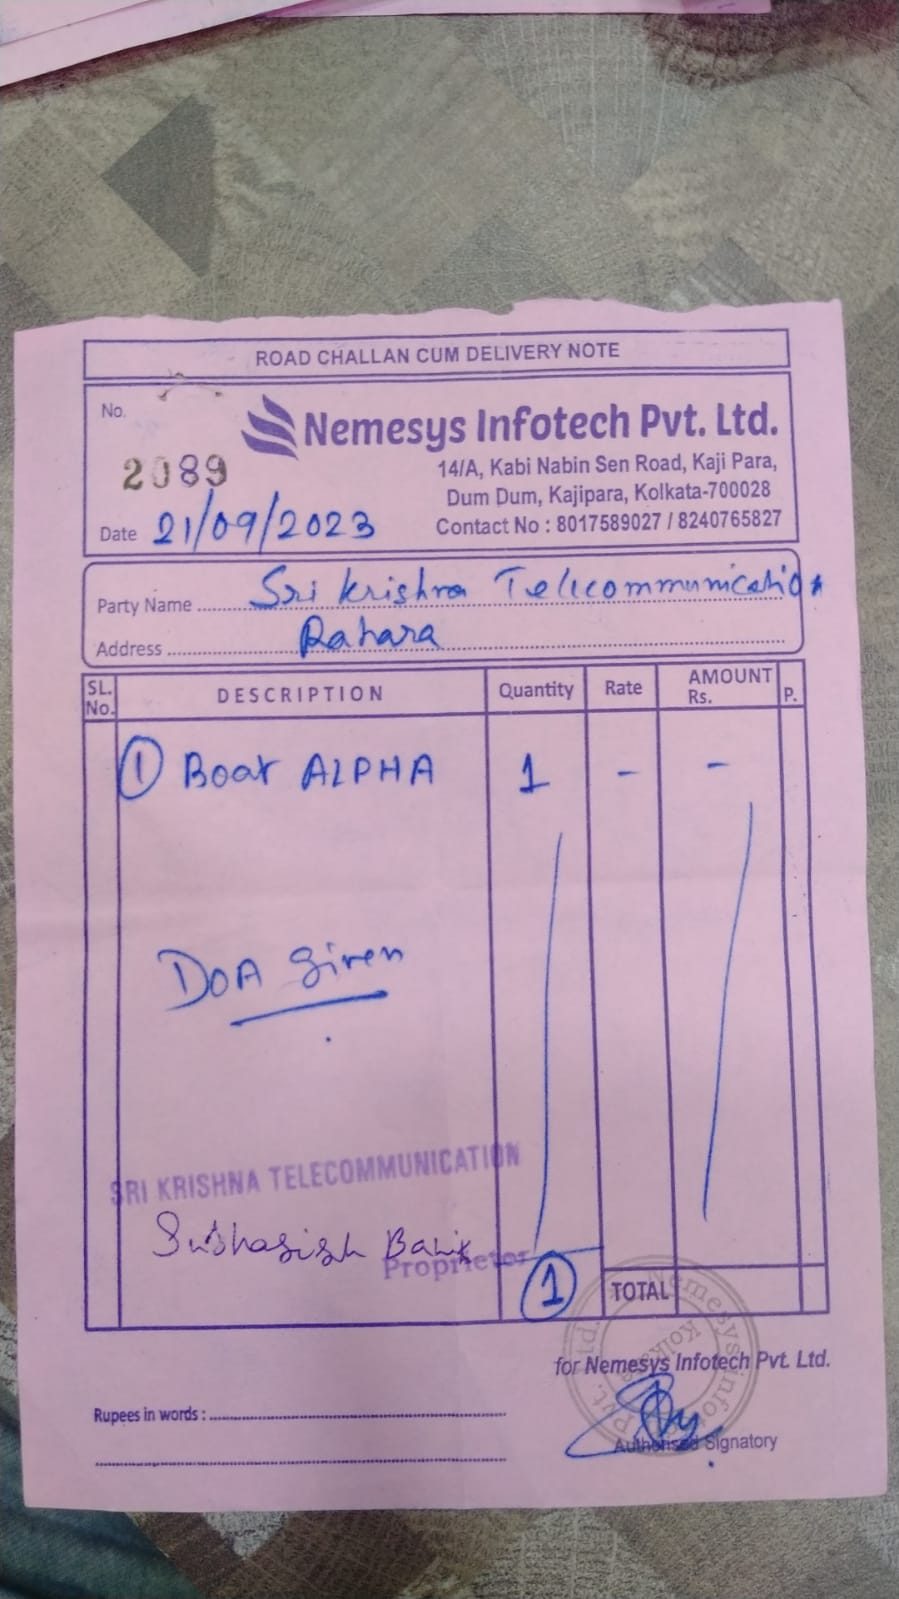 ROAD CHALLAN CUM DELIVERY NOTE
No.
2089
Nemesys Infotech Pvt. Ltd.
14/A, Kabi Nabin Sen Road, Kaji Para,
Dum Dum, Kajipara, Kolkata-700028
Contact No : 8017589027 / 8240765827
Date 21/09/2023
Party Name Sri Krishna Telecommunication
Address Rahara
SL. No. DESCRIPTION Quantity Rate AMOUNT Rs. P.
① Boat ALPHA 1 - -
DOA given
SRI KRISHNA TELECOMMUNICATION
Subhasish Banik
Proprietor
① TOTAL
Nemesys Infotech Pvt. Ltd. Kolkata
for Nemesys Infotech Pvt. Ltd.
Rupees in words :
Authorised Signatory